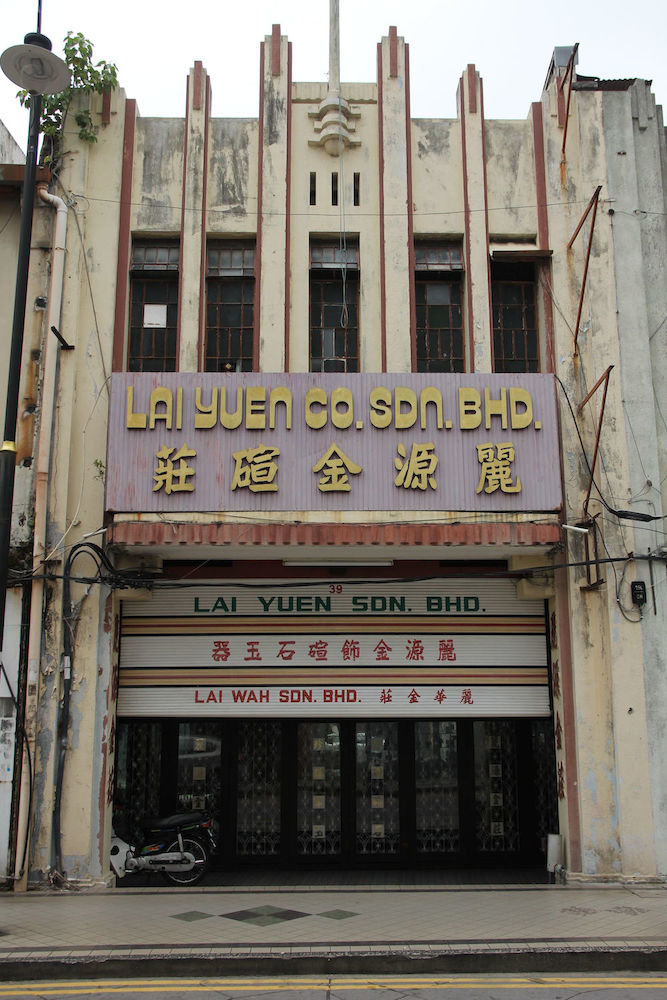 LAI YUEN CO. SDN. BHD.
麗源金碹莊
39
LAI YUEN SDN. BHD.
麗源金飾碹石玉器
LAI WAH SDN. BHD. 麗華金莊